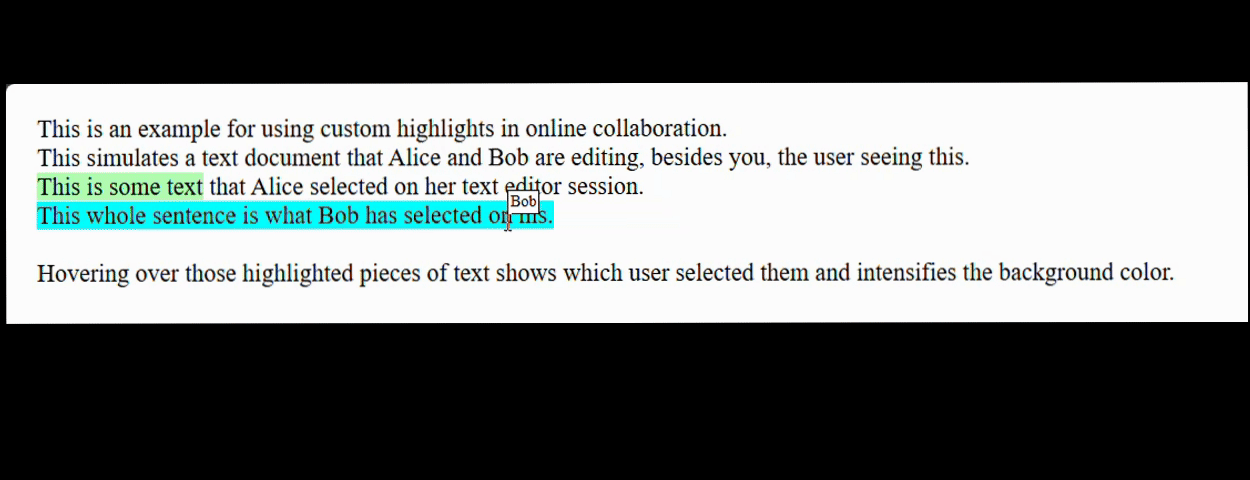 This is an example for using custom highlights in online collaboration.
This simulates a text document that Alice and Bob are editing, besides you, the user seeing this.
This is some text that Alice selected on her text editor session.
Bob
This whole sentence is what Bob has selected on his.
Hovering over those highlighted pieces of text shows which user selected them and intensifies the background color.